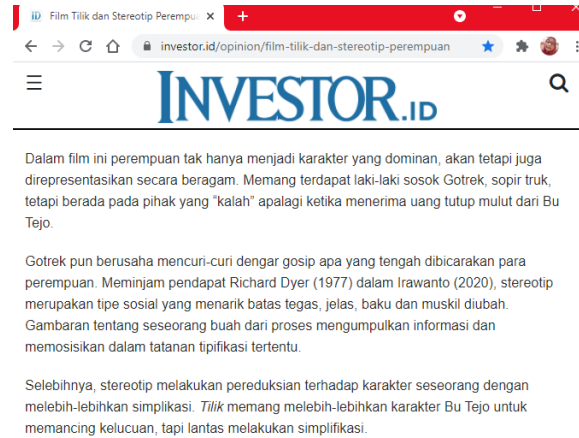 Film Tilik dan Stereotip Perempua
investor.id/opinion/film-tilik-dan-stereotip-perempuan
INVESTOR.ID
Dalam film ini perempuan tak hanya menjadi karakter yang dominan, akan tetapi juga
direpresentasikan secara beragam. Memang terdapat laki-laki sosok Gotrek, sopir truk,
tetapi berada pada pihak yang "kalah" apalagi ketika menerima uang tutup mulut dari Bu
Tejo.
Gotrek pun berusaha mencuri-curi dengar gosip apa yang tengah dibicarakan para
perempuan. Meminjam pendapat Richard Dyer (1977) dalam Irawanto (2020), stereotip
merupakan tipe sosial yang menarik batas tegas, jelas, baku dan muskil diubah.
Gambaran tentang seseorang buah dari proses mengumpulkan informasi dan
memosisikan dalam tatanan tipifikasi tertentu.
Selebihnya, stereotip melakukan pereduksian terhadap karakter seseorang dengan
melebih-lebihkan simplikasi. Tilik memang melebih-lebihkan karakter Bu Tejo untuk
memancing kelucuan, tapi lantas melakukan simplifikasi.